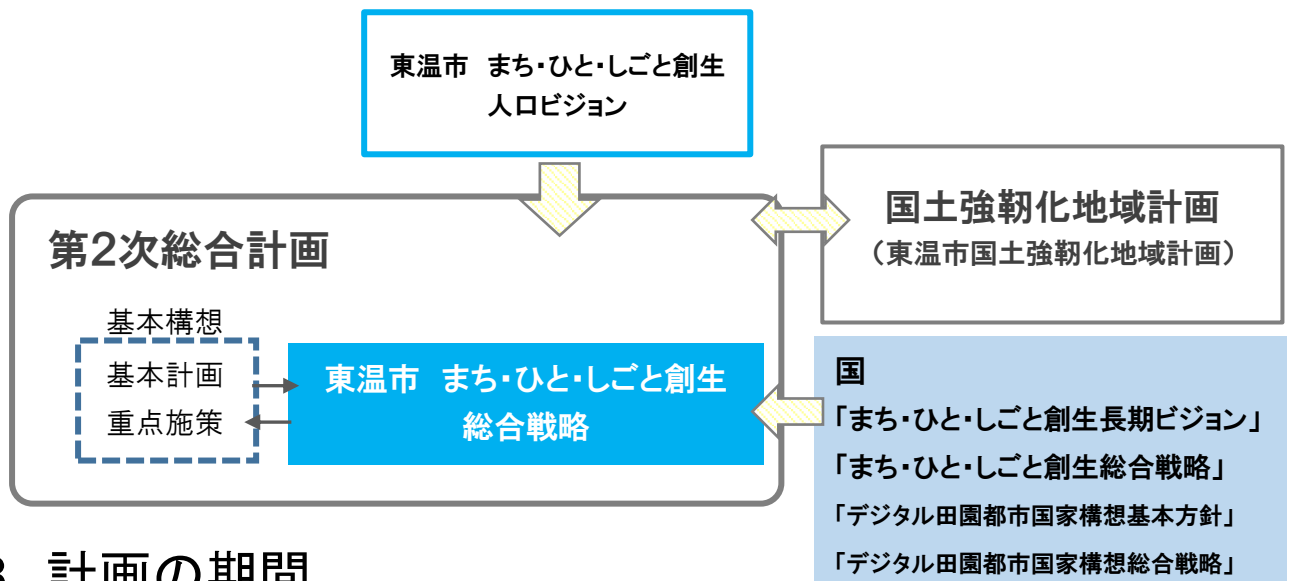 東温市 まち・ひと・しごと創生
人口ビジョン
国土強靭化地域計画
（東温市国土強靭化地域計画）
第2次総合計画
基本構想
基本計画
重点施策
東温市 まち・ひと・しごと創生
総合戦略
国
「まち・ひと・しごと創生長期ビジョン」
「まち・ひと・しごと創生総合戦略」
「デジタル田園都市国家構想基本方針」
「デジタル田園都市国家構想総合戦略」
3 計画の期間